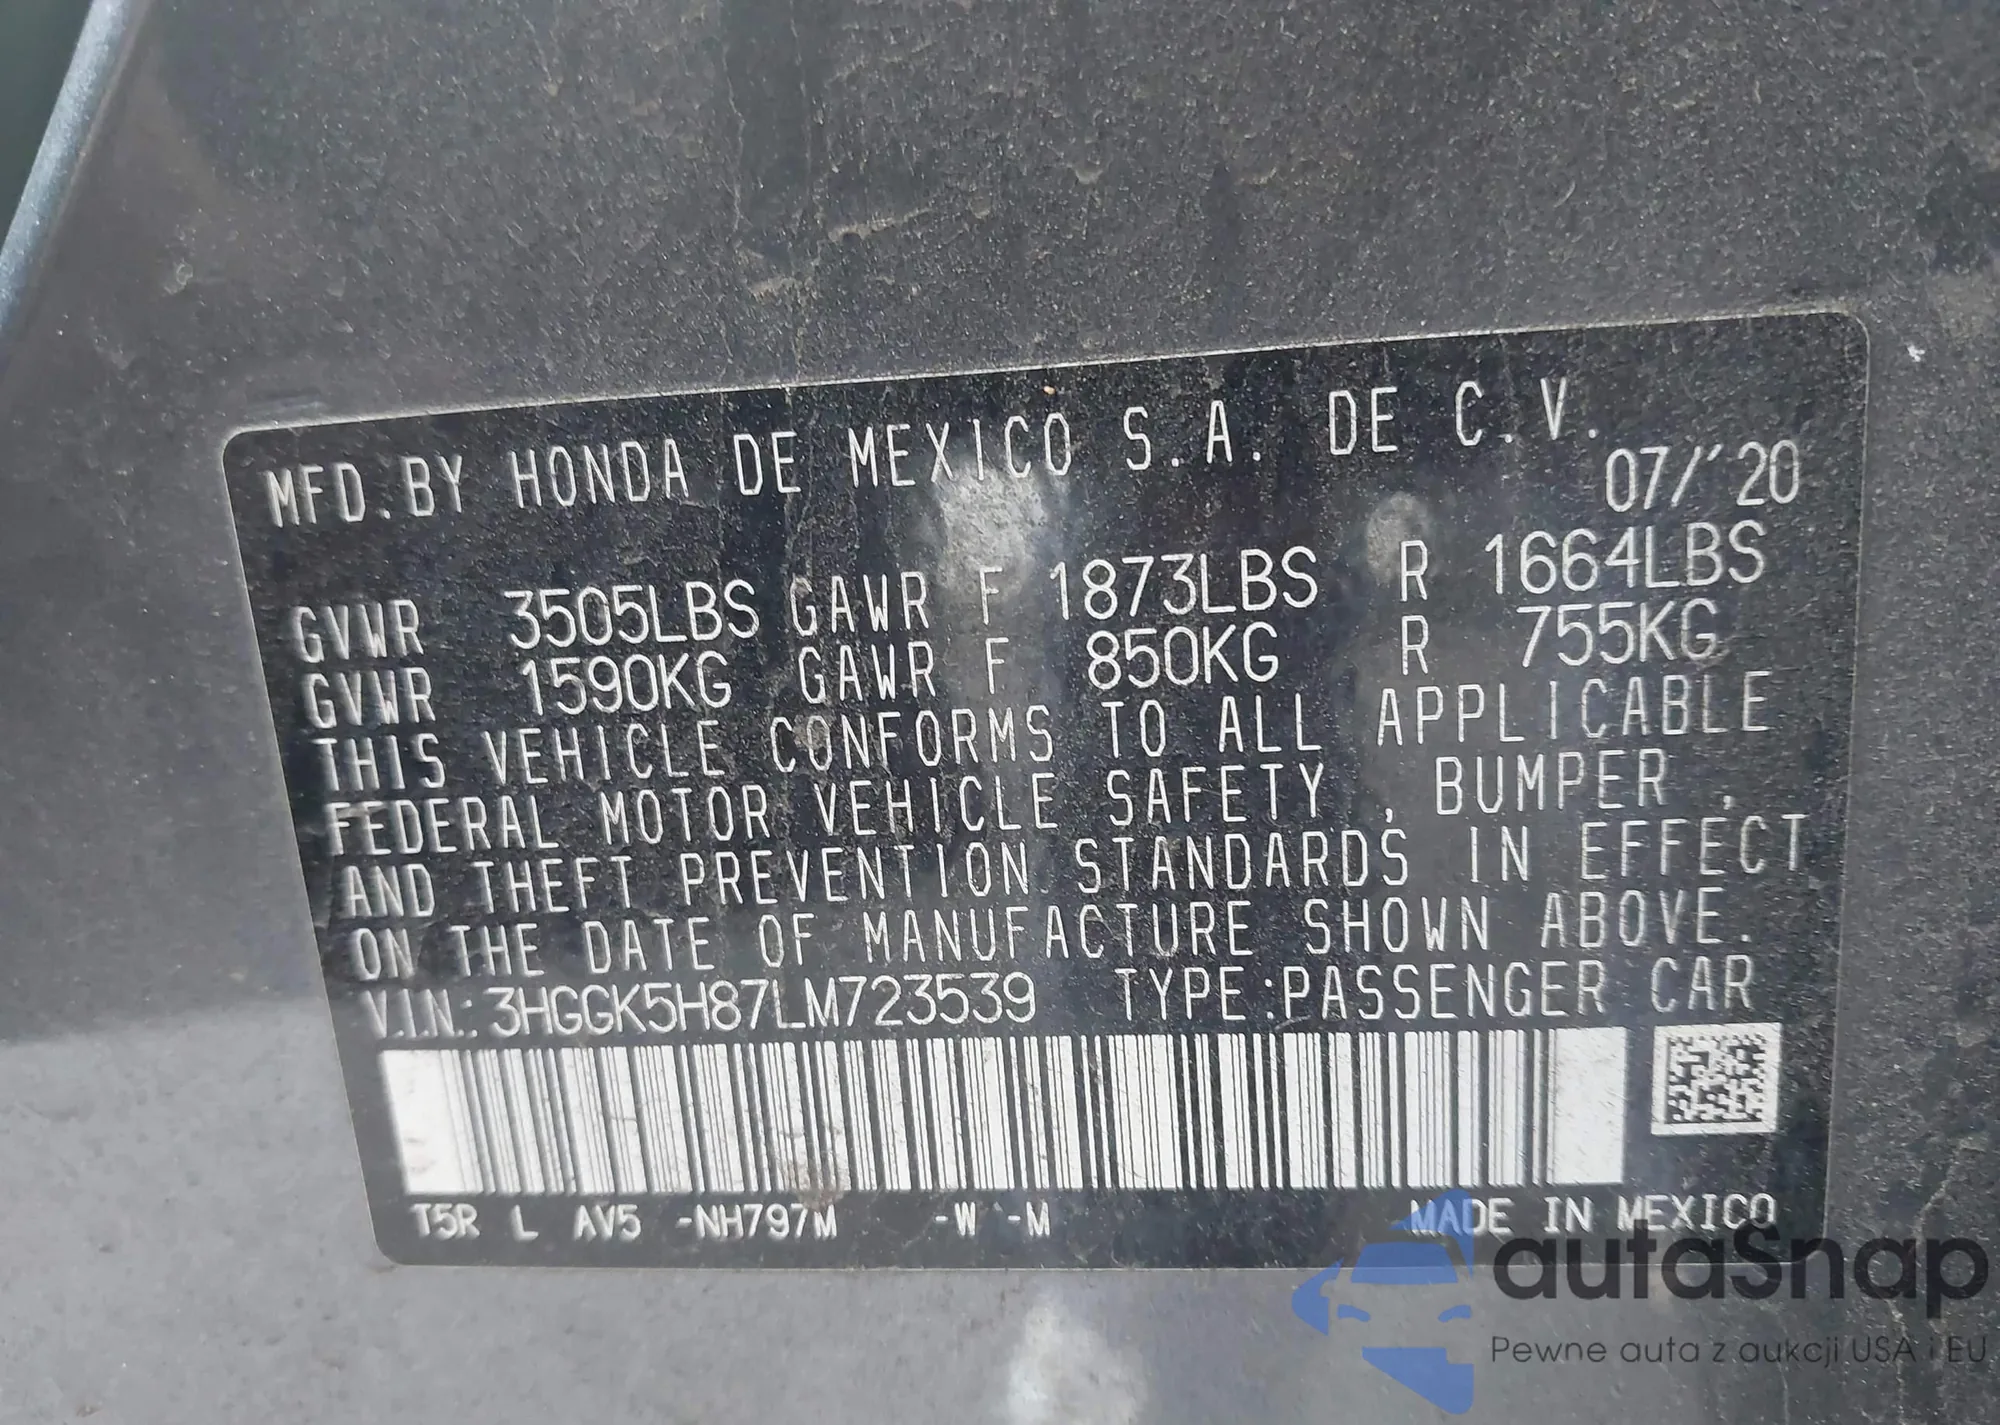 MFD. BY HONDA DE MEXICO S.A. DE C.V.
07/"20
GVWR 3505LBS GAWR F 1873LBS R 1664LBS
GVWR 1590KG GAWR F 850KG R 755KG
THIS VEHICLE CONFORMS TO ALL APPLICABLE
FEDERAL MOTOR VEHICLE SAFETY , BUMPER ,
AND THEFT PREVENTION STANDARDS IN EFFECT
ON THE DATE OF MANUFACTURE SHOWN ABOVE.
V.I.N.: 3HGGK5H87LM723539 TYPE:PASSENGER CAR
T5R L AV5 -NH797M -W -M MADE IN MEXICO
autaSnap
Pewne auta z aukcji USA i EU